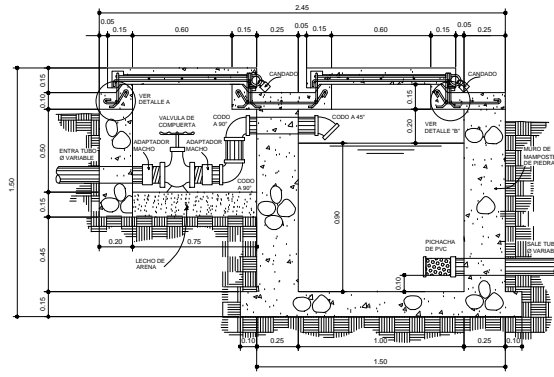 2.45
0.05
0.15
0.60
0.15
0.25
0.05
0.15
0.60
0.15
0.05
0.25
CANDADO
CANDADO
0.15
0.10
0.50
0.15
0.45
0.15
1.50
VER
DETALLE A
VALVULA DE
COMPUERTA
CODO
A 90°
CODO A 45°
0.15
0.20
VER
DETALLE "B"
ENTRA TUBO
Ø VARIABLE
ADAPTADOR
MACHO
ADAPTADOR
MACHO
CODO
A 90°
MURO DE
MAMPOSTE
DE PIEDRA
0.90
0.20
0.75
LECHO DE
ARENA
PICHACHA
DE PVC
SALE TUB
Ø VARIAB
0.10
0.10
0.25
1.00
0.25
0.10
1.50